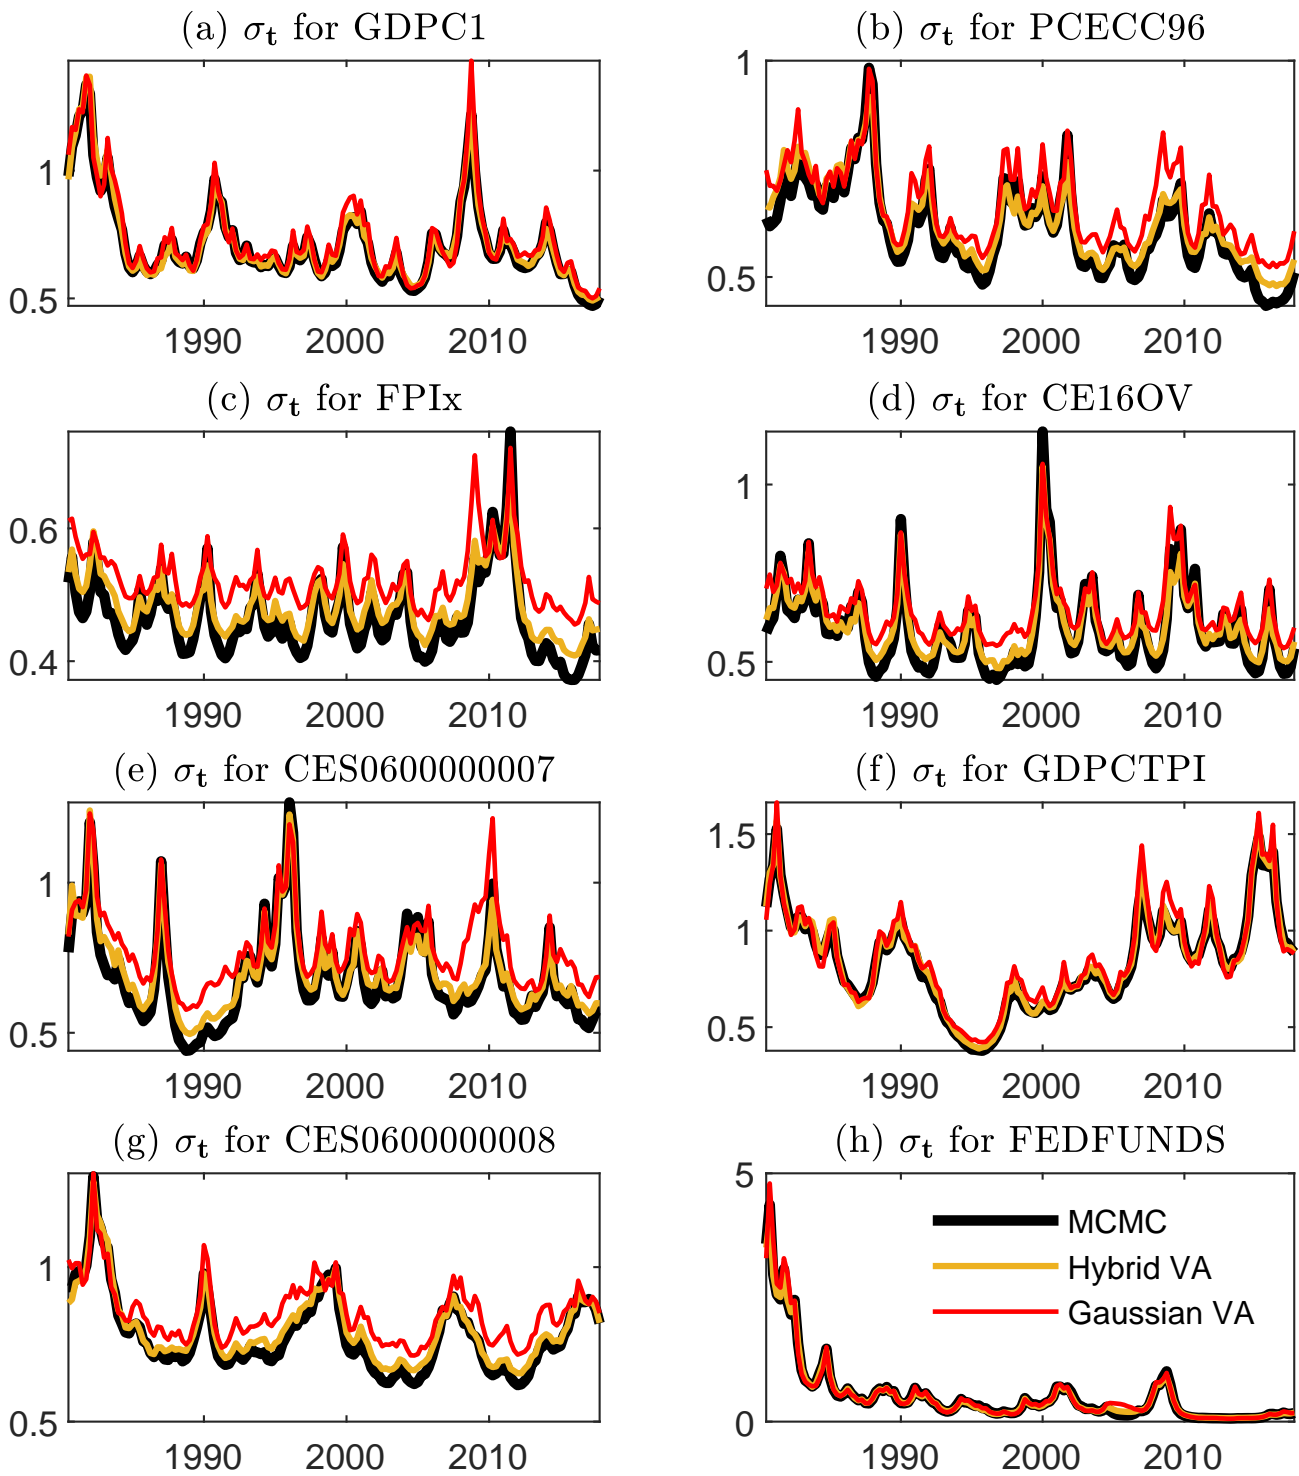 (a) σt for GDPC1
(b) σt for PCECC96
1
0.5
1990 2000 2010
1
0.5
1990 2000 2010
(c) σt for FPIx
(d) σt for CE16OV
0.6
0.4
1990 2000 2010
1
0.5
1990 2000 2010
(e) σt for CES0600000007
(f) σt for GDPCTPI
1
0.5
1990 2000 2010
1.5
1
0.5
1990 2000 2010
(g) σt for CES0600000008
(h) σt for FEDFUNDS
1
0.5
1990 2000 2010
5
0
1990 2000 2010
MCMC
Hybrid VA
Gaussian VA